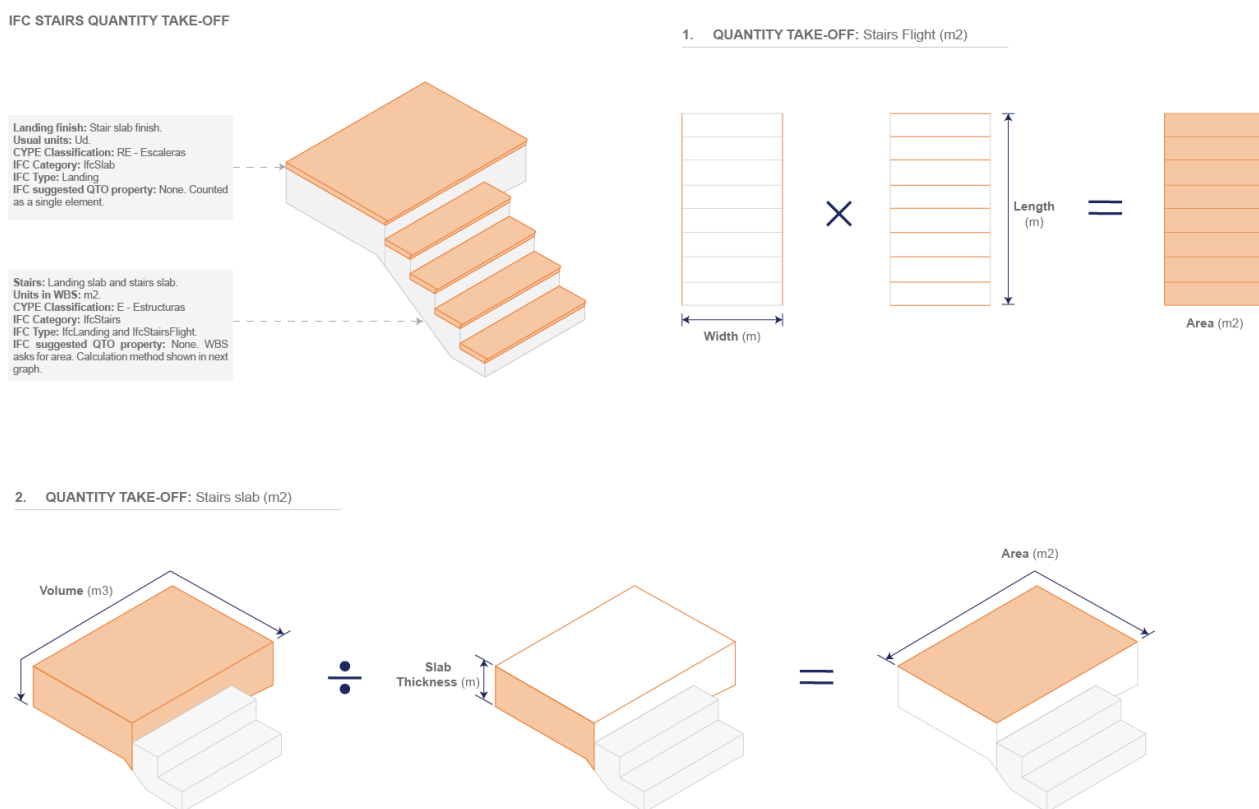 IFC STAIRS QUANTITY TAKE-OFF
1. QUANTITY TAKE-OFF: Stairs Flight (m2)
Landing finish: Stair slab finish.
Usual units: Ud.
CYPE Classification: RE - Escaleras
IFC Category: IfcSlab
IFC Type: Landing
IFC suggested QTO property: None. Counted
as a single element.
Stairs: Landing slab and stairs slab.
Units in WBS: m2.
CYPE Classification: E - Estructuras
IFC Category: IfcStairs
IFC Type: IfcLanding and IfcStairsFlight.
IFC suggested QTO property: None. WBS
asks for area. Calculation method shown in next
graph.
Width (m)
×
Length
(m)
=
Area (m2)
2. QUANTITY TAKE-OFF: Stairs slab (m2)
Volume (m3)
÷
Slab
Thickness (m)
=
Area (m2)